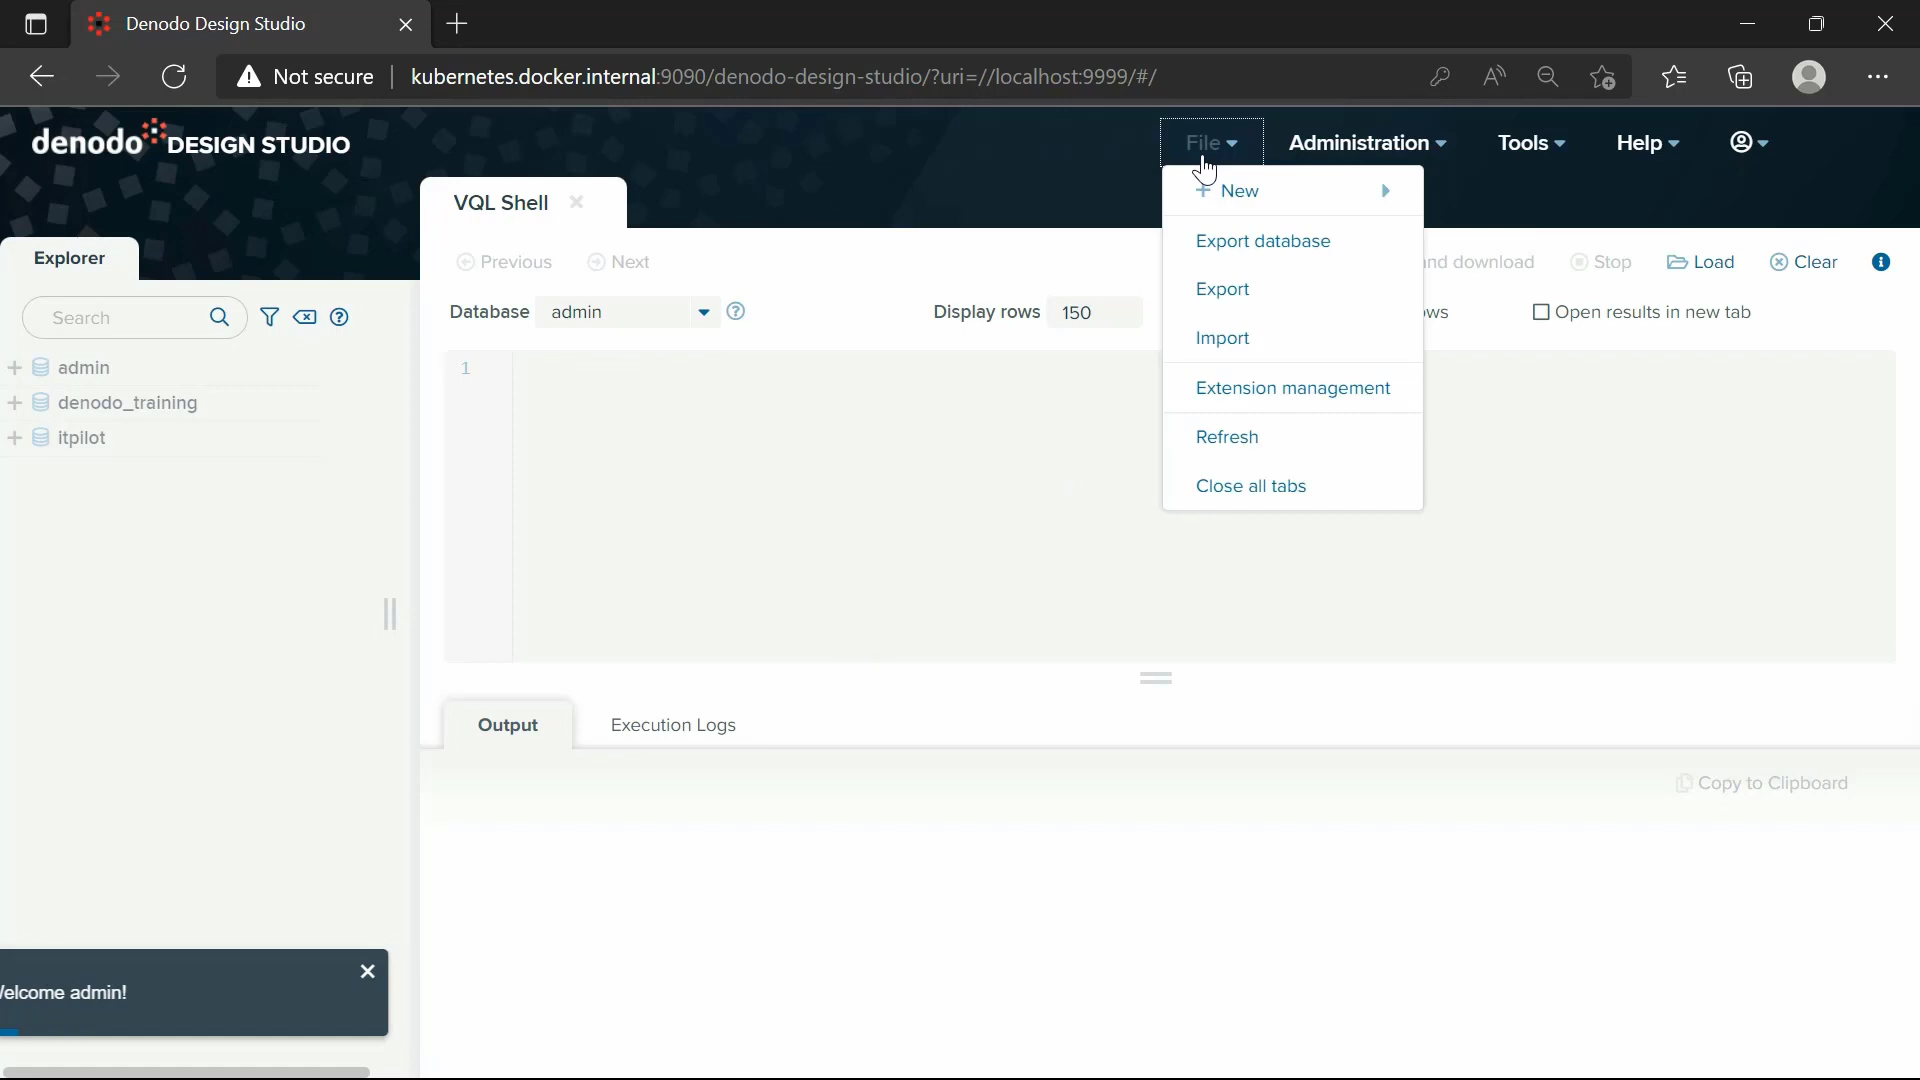 Denodo Design Studio
Not secure
kubernetes.docker.internal:9090/denodo-design-studio/?uri=//localhost:9999/#/
denodo DESIGN STUDIO
File
Administration
Tools
Help
New
Export database
Export
Import
Extension management
Refresh
Close all tabs
VQL Shell
Explorer
Search
admin
denodo_training
itpilot
Previous
Next
nd download
Stop
Load
Clear
Database
admin
Display rows
150
ws
Open results in new tab
1
Output
Execution Logs
Copy to Clipboard
elcome admin!